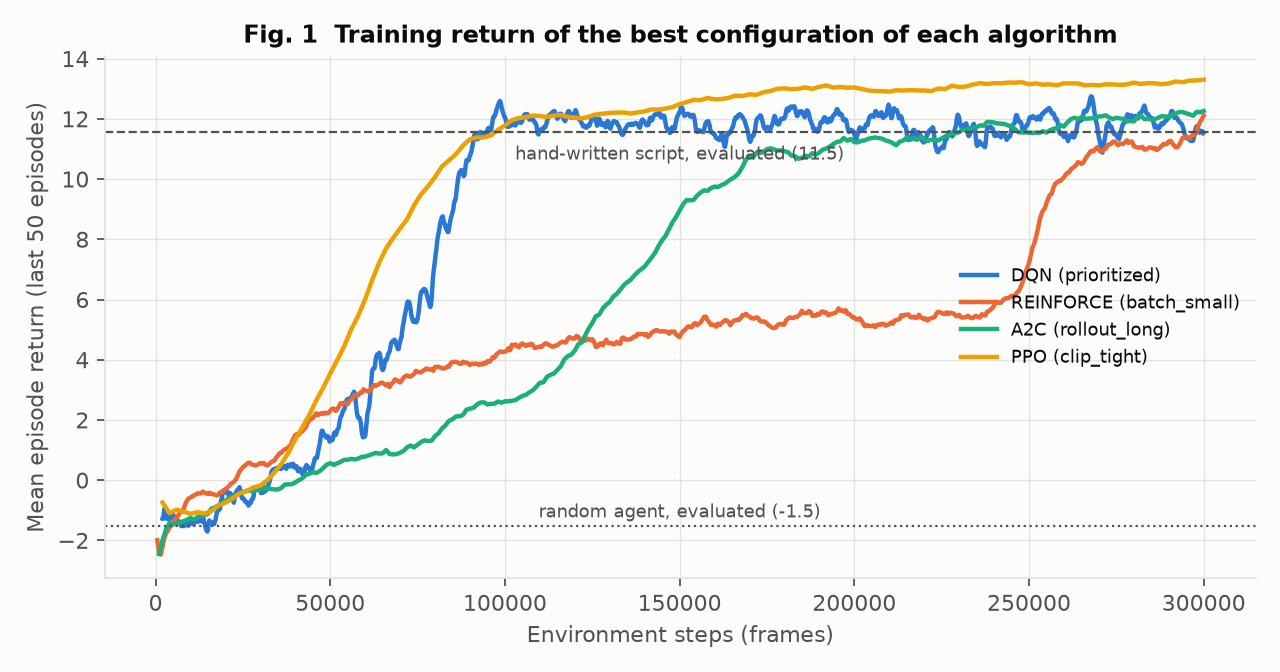 Fig. 1  Training return of the best configuration of each algorithm
Mean episode return (last 50 episodes)
14
12
10
8
6
4
2
0
−2
hand-written script, evaluated (11.5)
random agent, evaluated (-1.5)
DQN (prioritized)
REINFORCE (batch_small)
A2C (rollout_long)
PPO (clip_tight)
0
50000
100000
150000
200000
250000
300000
Environment steps (frames)